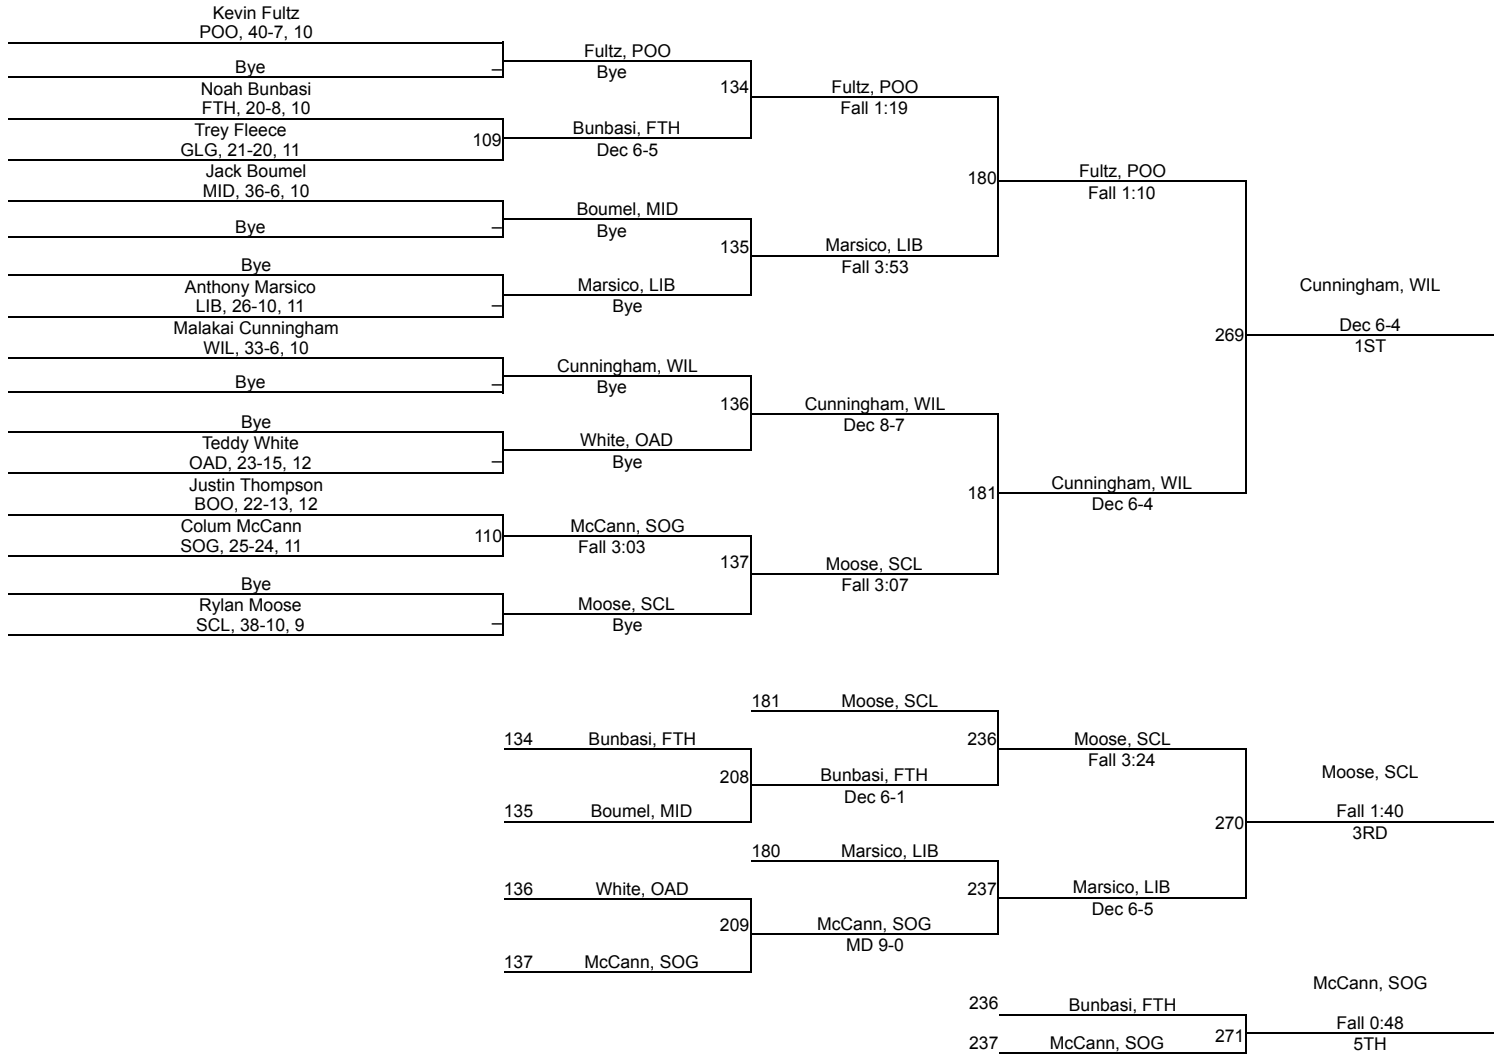 Kevin Fultz
POO, 40-7, 10
Bye
Noah Bunbasi
FTH, 20-8, 10
Trey Fleece
GLG, 21-20, 11
Jack Boumel
MID, 36-6, 10
Bye
Bye
Anthony Marsico
LIB, 26-10, 11
Malakai Cunningham
WIL, 33-6, 10
Bye
Bye
Teddy White
OAD, 23-15, 12
Justin Thompson
BOO, 22-13, 12
Colum McCann
SOG, 25-24, 11
Bye
Rylan Moose
SCL, 38-10, 9
109
110
Fultz, POO
Bye
Bunbasi, FTH
Dec 6-5
Boumel, MID
Bye
Marsico, LIB
Bye
Cunningham, WIL
Bye
White, OAD
Bye
McCann, SOG
Fall 3:03
Moose, SCL
Bye
134
135
136
137
Fultz, POO
Fall 1:19
Marsico, LIB
Fall 3:53
Cunningham, WIL
Dec 8-7
Moose, SCL
Fall 3:07
180
181
Fultz, POO
Fall 1:10
Cunningham, WIL
Dec 6-4
269
Cunningham, WIL
Dec 6-4
1ST
134 Bunbasi, FTH
135 Boumel, MID
136 White, OAD
137 McCann, SOG
208
209
181 Moose, SCL
Bunbasi, FTH
Dec 6-1
180 Marsico, LIB
McCann, SOG
MD 9-0
236
237
Moose, SCL
Fall 3:24
Marsico, LIB
Dec 6-5
270
Moose, SCL
Fall 1:40
3RD
236 Bunbasi, FTH
237 McCann, SOG
271
McCann, SOG
Fall 0:48
5TH